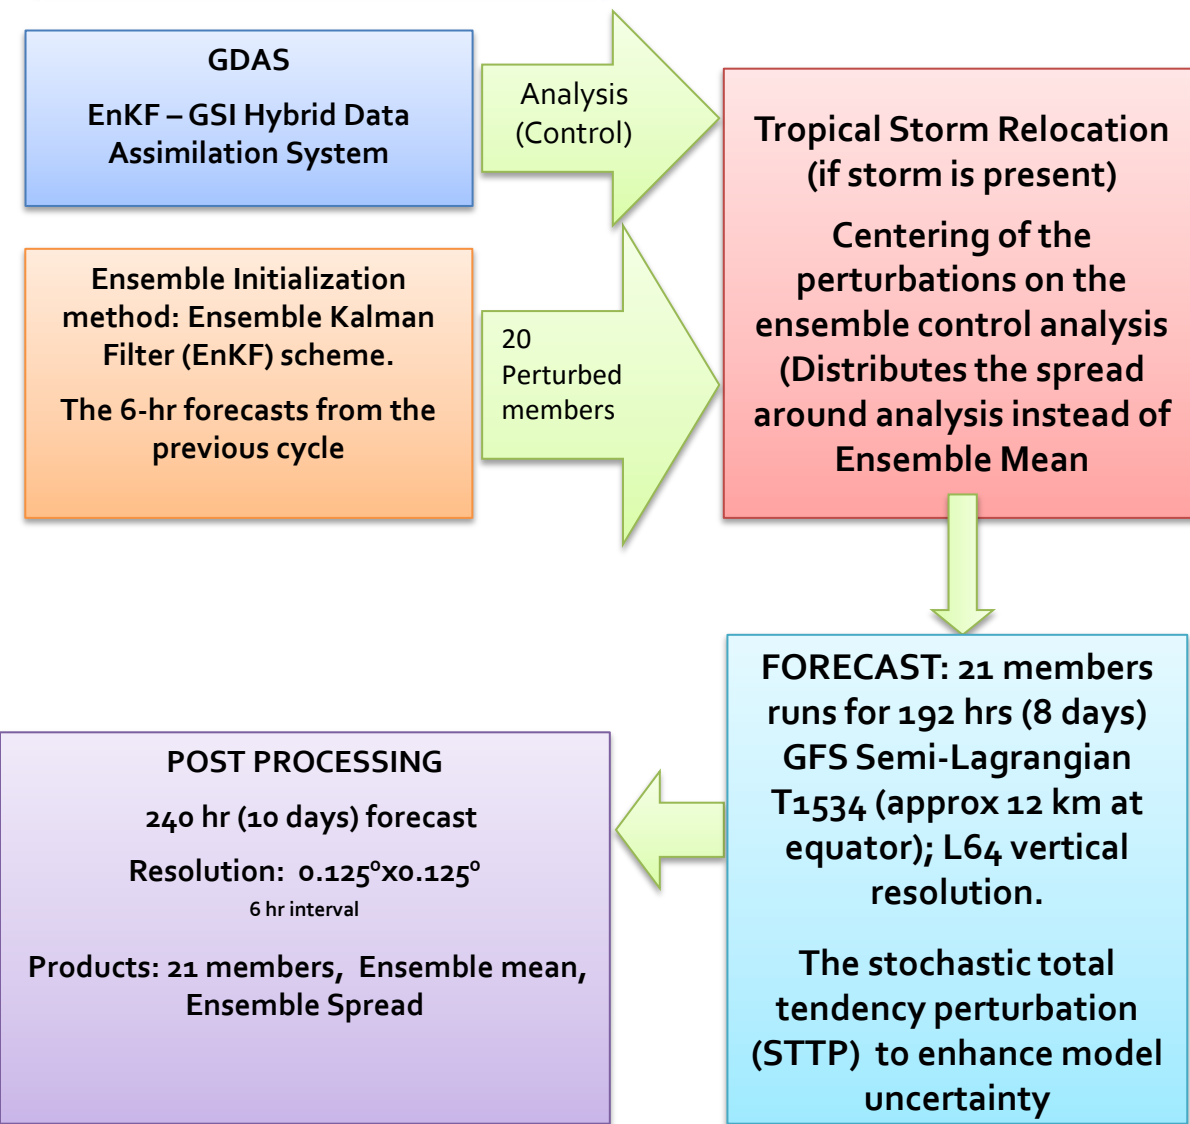 GDAS
EnKF – GSI Hybrid Data
Assimilation System
Analysis
(Control)
Ensemble Initialization
method: Ensemble Kalman
Filter (EnKF) scheme.
The 6-hr forecasts from the
previous cycle
20
Perturbed
members
Tropical Storm Relocation
(if storm is present)
Centering of the
perturbations on the
ensemble control analysis
(Distributes the spread
around analysis instead of
Ensemble Mean
FORECAST: 21 members
runs for 192 hrs (8 days)
GFS Semi-Lagrangian
T1534 (approx 12 km at
equator); L64 vertical
resolution.
The stochastic total
tendency perturbation
(STTP) to enhance model
uncertainty
POST PROCESSING
240 hr (10 days) forecast
Resolution: 0.125⁰x0.125⁰
6 hr interval
Products: 21 members, Ensemble mean,
Ensemble Spread